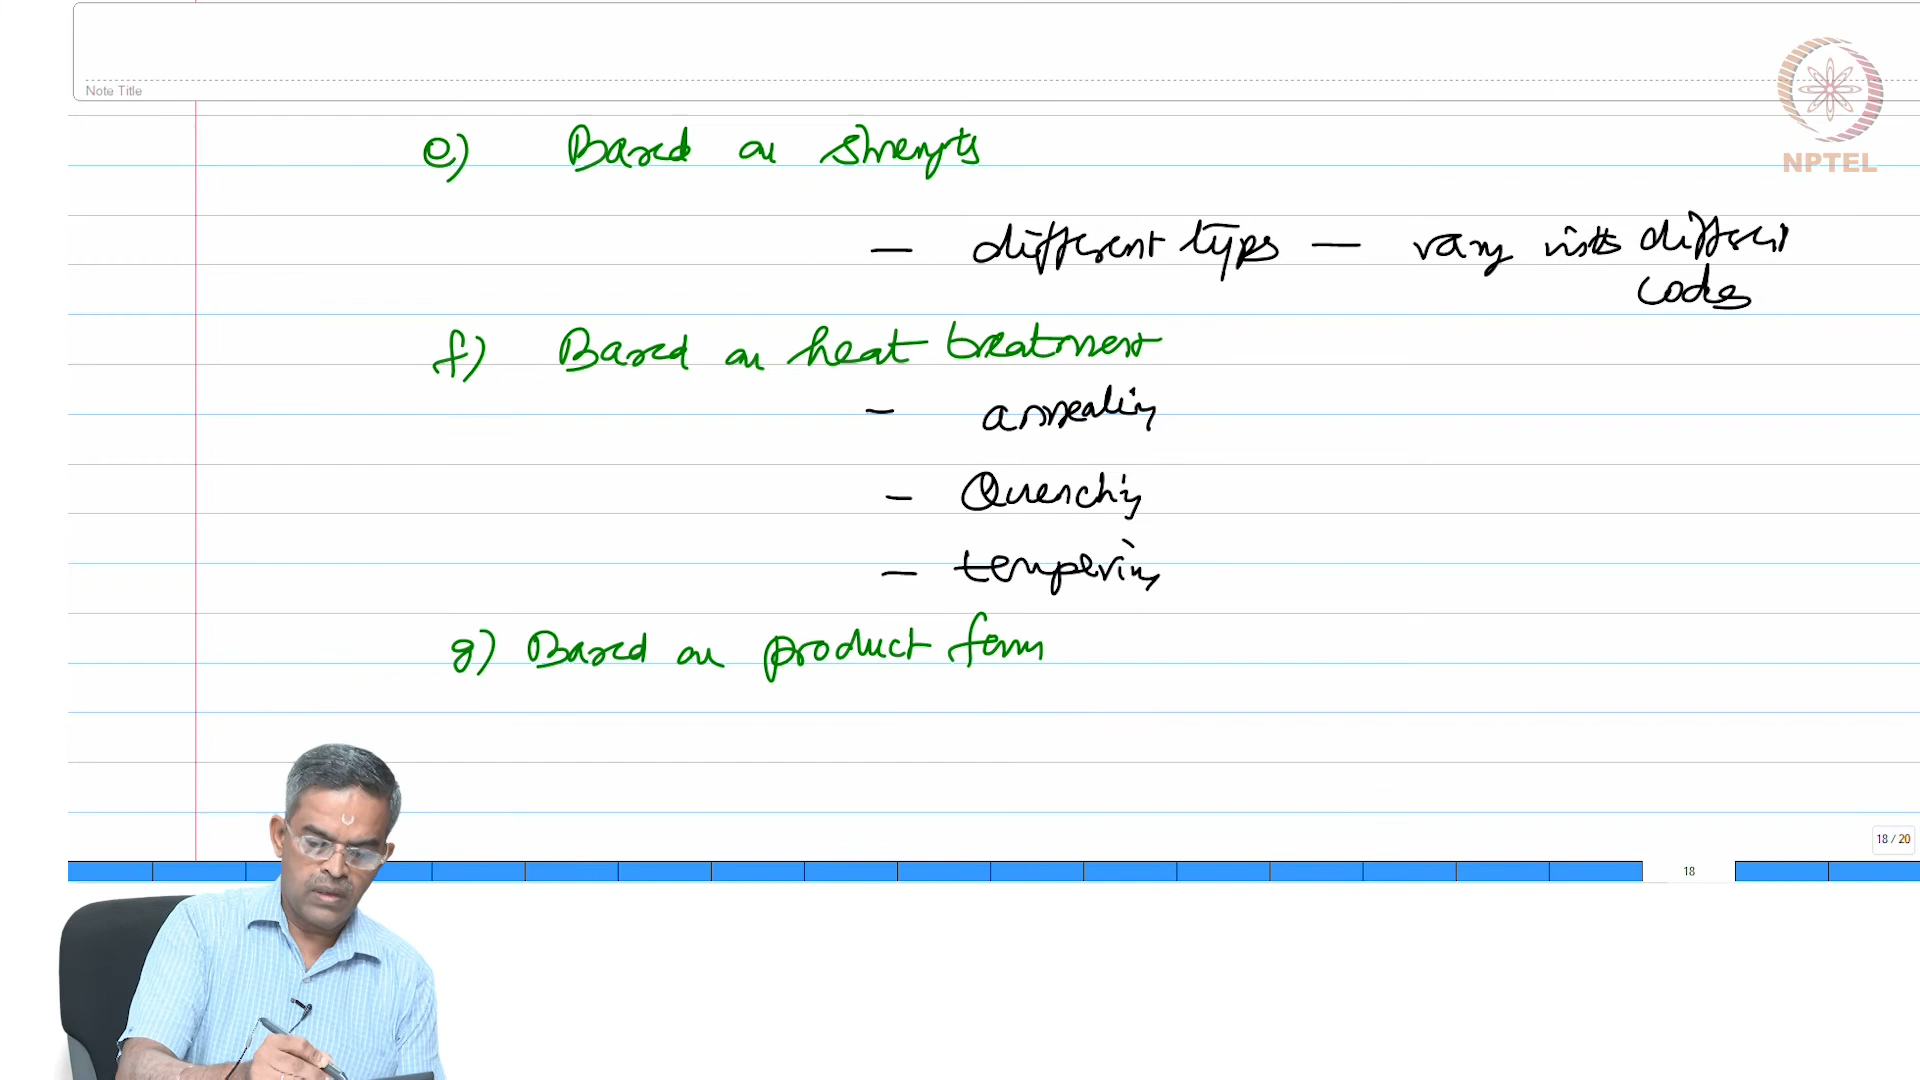 Note Title
NPTEL
e) Based on strength
- different types - vary with different
codes
f) Based on heat treatment
- annealing
- Quenching
- tempering
g) Based on product form
18 / 20
18